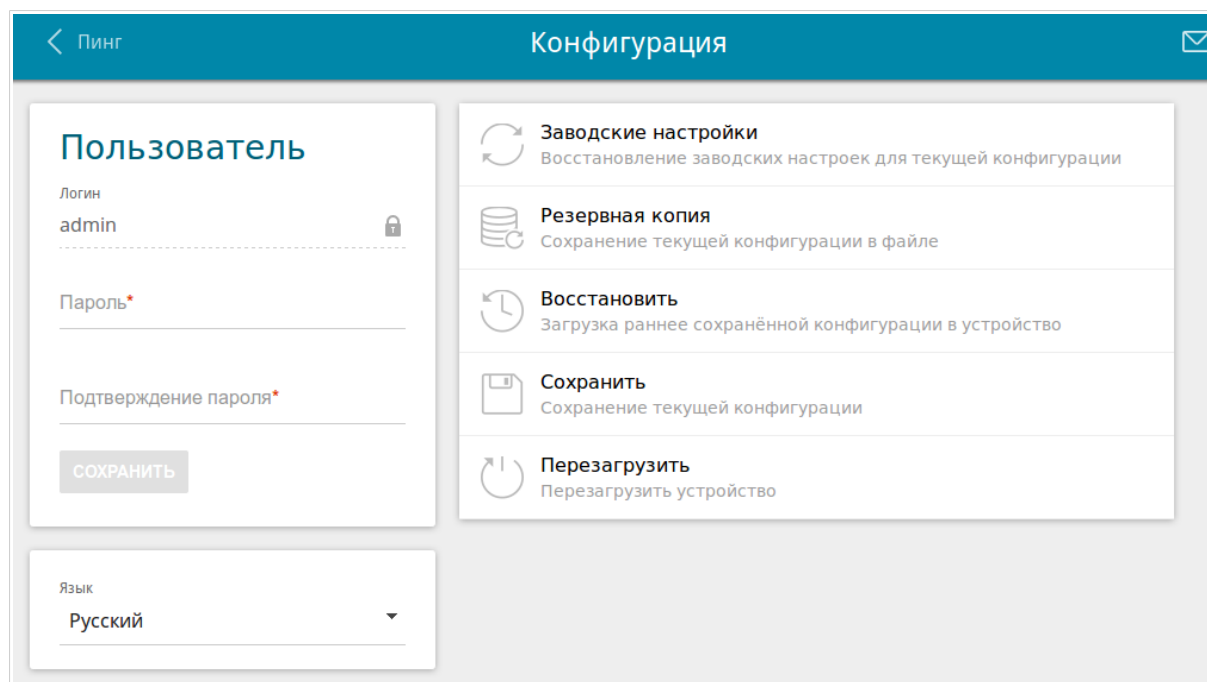 Пинг
Конфигурация
Пользователь
Логин
admin
Пароль*
Подтверждение пароля*
СОХРАНИТЬ
Язык
Русский
Заводские настройки
Восстановление заводских настроек для текущей конфигурации
Резервная копия
Сохранение текущей конфигурации в файле
Восстановить
Загрузка раннее сохранённой конфигурации в устройство
Сохранить
Сохранение текущей конфигурации
Перезагрузить
Перезагрузить устройство